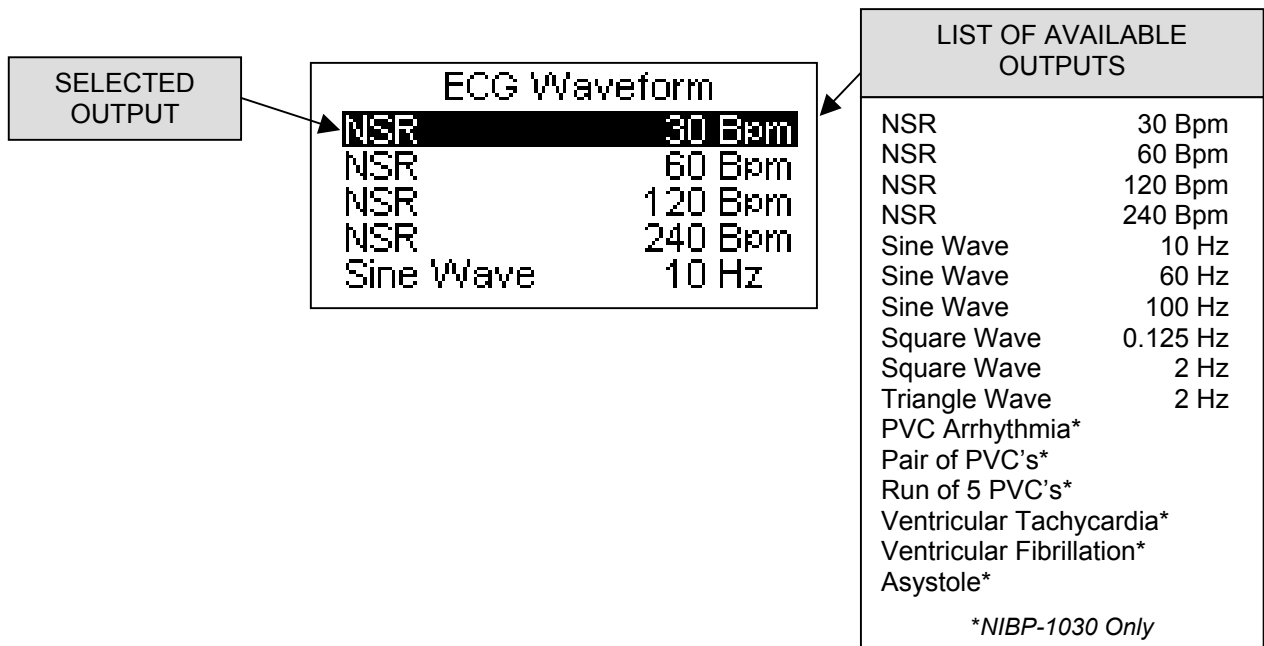 SELECTED
OUTPUT
ECG Waveform
NSR 30 Bpm
NSR 60 Bpm
NSR 120 Bpm
NSR 240 Bpm
Sine Wave 10 Hz
LIST OF AVAILABLE
OUTPUTS
NSR 30 Bpm
NSR 60 Bpm
NSR 120 Bpm
NSR 240 Bpm
Sine Wave 10 Hz
Sine Wave 60 Hz
Sine Wave 100 Hz
Square Wave 0.125 Hz
Square Wave 2 Hz
Triangle Wave 2 Hz
PVC Arrhythmia*
Pair of PVC’s*
Run of 5 PVC’s*
Ventricular Tachycardia*
Ventricular Fibrillation*
Asystole*
*NIBP-1030 Only